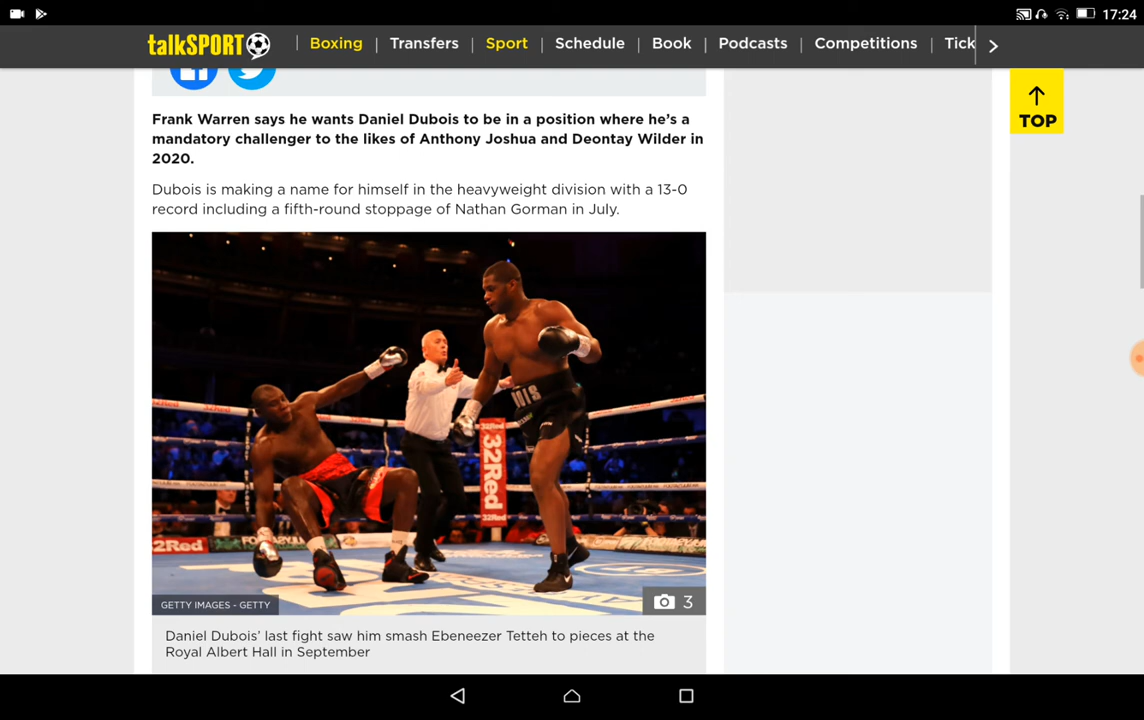 17:24
talkSPORT
Boxing | Transfers | Sport | Schedule | Book | Podcasts | Competitions | Tick
TOP
Frank Warren says he wants Daniel Dubois to be in a position where he's a
mandatory challenger to the likes of Anthony Joshua and Deontay Wilder in
2020.
Dubois is making a name for himself in the heavyweight division with a 13-0
record including a fifth-round stoppage of Nathan Gorman in July.
OIS
32Red
32Red
2Red
GETTY IMAGES - GETTY
3
Daniel Dubois' last fight saw him smash Ebeneezer Tetteh to pieces at the
Royal Albert Hall in September